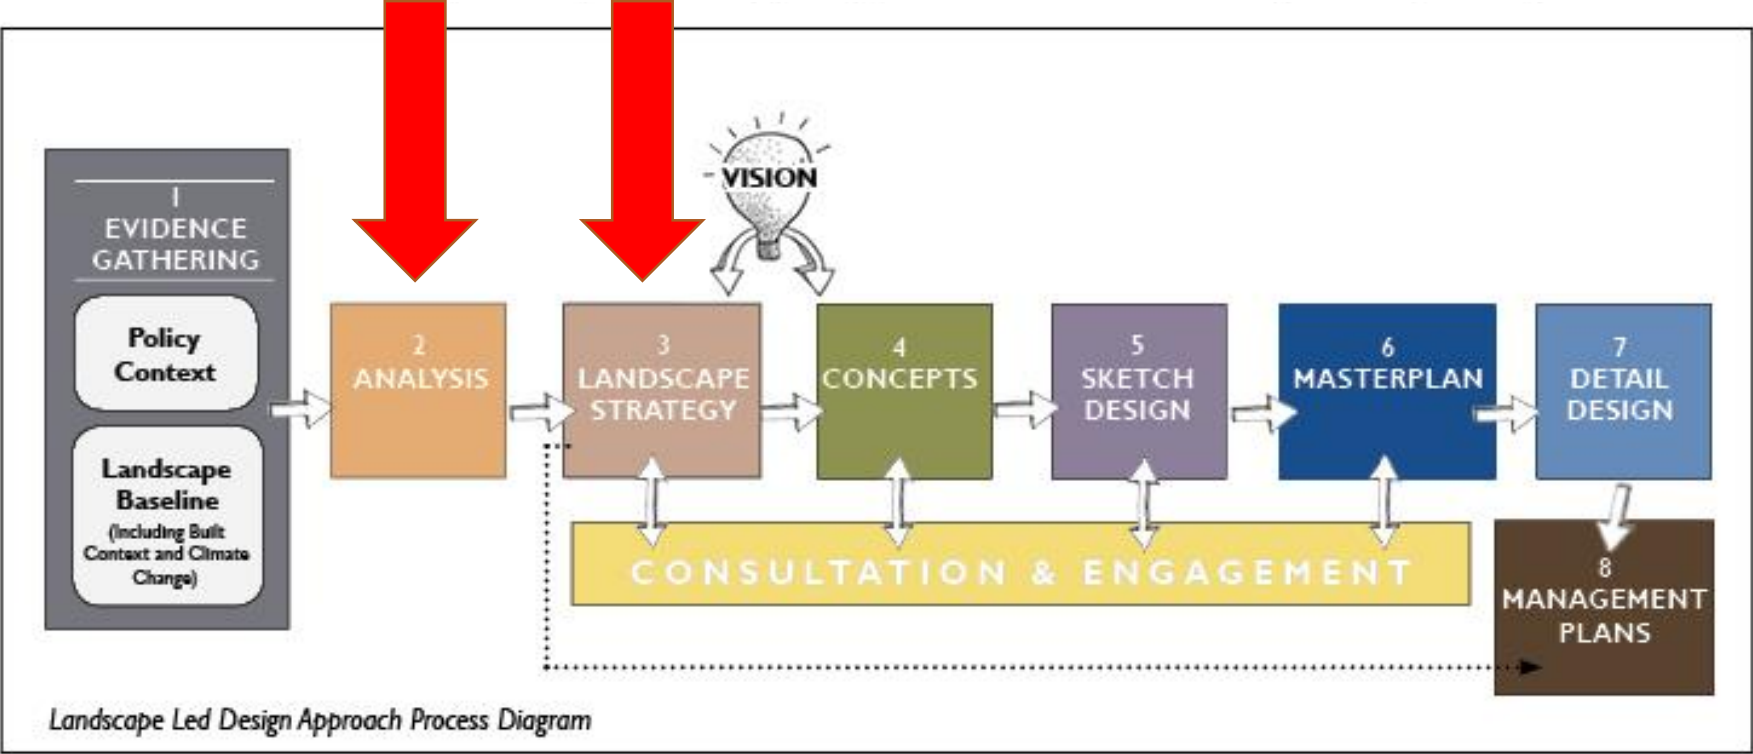 1
EVIDENCE
GATHERING
Policy
Context
Landscape
Baseline
(Including Built
Context and Climate
Change)
2
ANALYSIS
3
LANDSCAPE
STRATEGY
VISION
4
CONCEPTS
5
SKETCH
DESIGN
6
MASTERPLAN
7
DETAIL
DESIGN
8
MANAGEMENT
PLANS
CONSULTATION & ENGAGEMENT
Landscape Led Design Approach Process Diagram